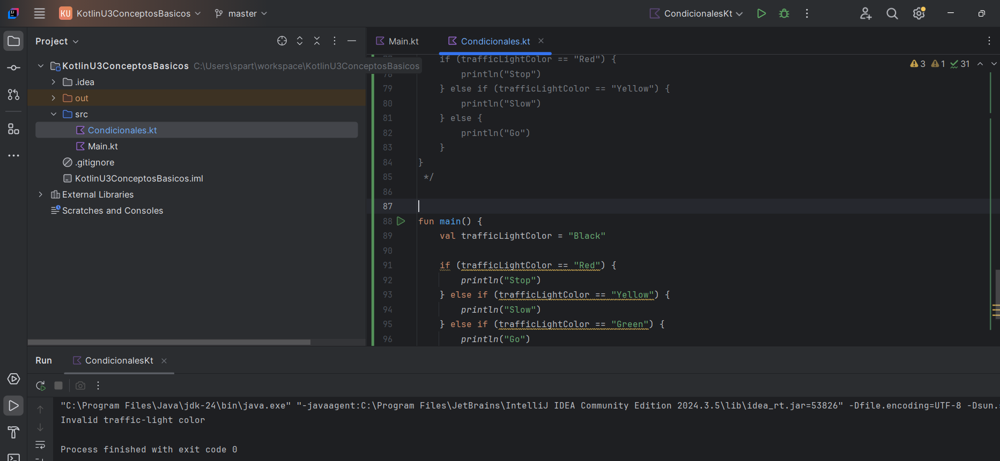 KU KotlinU3ConceptosBasicos master CondicionalesKt
Project
Main.kt Condicionales.kt
KotlinU3ConceptosBasicos C:\Users\spart\workspace\KotlinU3ConceptosBasicos
.idea
out
src
Condicionales.kt
Main.kt
.gitignore
KotlinU3ConceptosBasicos.iml
External Libraries
Scratches and Consoles
3 1 31
77 if (trafficLightColor == "Red") {
78 println("Stop")
79 } else if (trafficLightColor == "Yellow") {
80 println("Slow")
81 } else {
82 println("Go")
83 }
84 }
85 */
86
87
88 fun main() {
89 val trafficLightColor = "Black"
90
91 if (trafficLightColor == "Red") {
92 println("Stop")
93 } else if (trafficLightColor == "Yellow") {
94 println("Slow")
95 } else if (trafficLightColor == "Green") {
96 println("Go")
Run CondicionalesKt
"C:\Program Files\Java\jdk-24\bin\java.exe" "-javaagent:C:\Program Files\JetBrains\IntelliJ IDEA Community Edition 2024.3.5\lib\idea_rt.jar=53826" -Dfile.encoding=UTF-8 -Dsun.
Invalid traffic-light color
Process finished with exit code 0